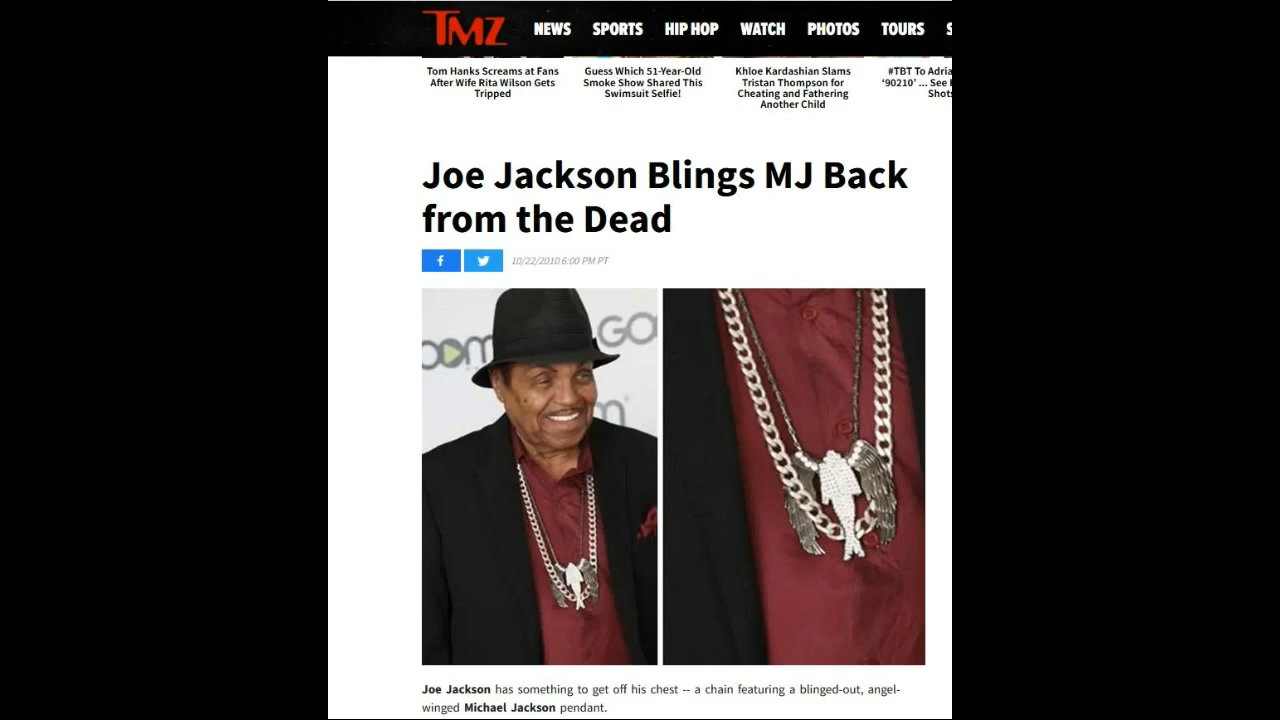 TMZ NEWS SPORTS HIP HOP WATCH PHOTOS TOURS S
Tom Hanks Screams at Fans
After Wife Rita Wilson Gets
Tripped
Guess Which 51-Year-Old
Smoke Show Shared This
Swimsuit Selfie!
Khloe Kardashian Slams
Tristan Thompson for
Cheating and Fathering
Another Child
#TBT To Adria
'90210' ... See
Shots
Joe Jackson Blings MJ Back
from the Dead
10/22/2010 6:00 PM PT
oom
GO
m
Joe Jackson has something to get off his chest -- a chain featuring a blinged-out, angel-
winged Michael Jackson pendant.